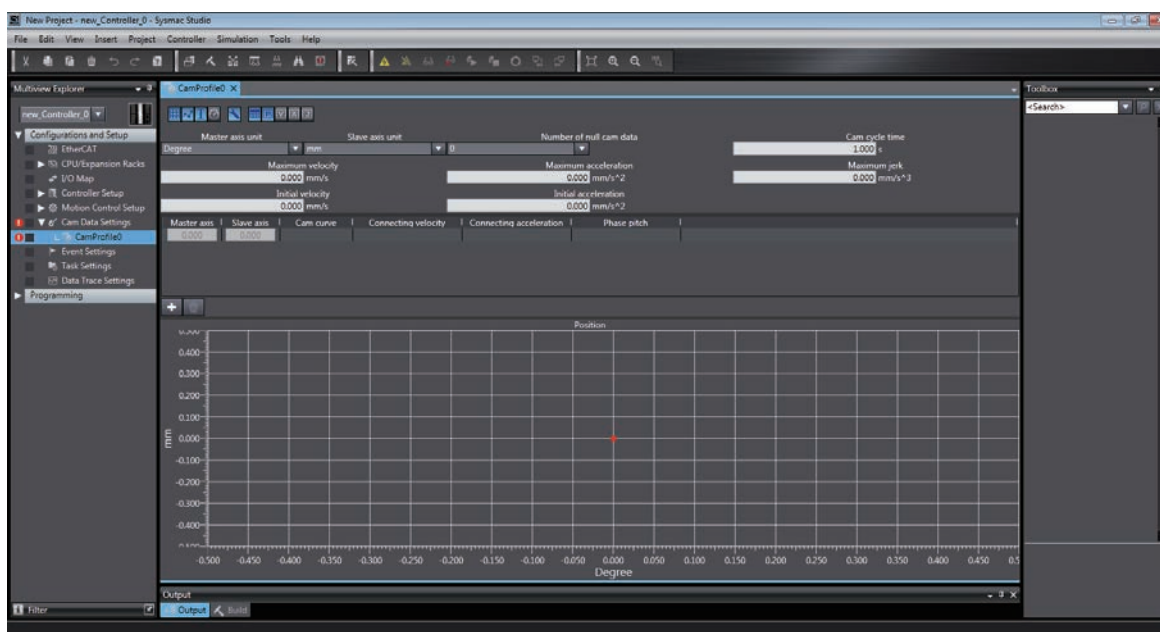 New Project - new_Controller_0 - Sysmac Studio
File Edit View Insert Project Controller Simulation Tools Help
Multiview Explorer
CamProfile0
Toolbox
new_Controller_0
<Search>
Configurations and Setup
EtherCAT
CPU/Expansion Racks
I/O Map
Controller Setup
Motion Control Setup
Cam Data Settings
CamProfile0
Event Settings
Task Settings
Data Trace Settings
Programming
Master axis unit Slave axis unit Number of null cam data Cam cycle time
Degree mm 0 1.000 s
Maximum velocity Maximum acceleration Maximum jerk
0.000 mm/s 0.000 mm/s^2 0.000 mm/s^3
Initial velocity Initial acceleration
0.000 mm/s 0.000 mm/s^2
Master axis Slave axis Cam curve Connecting velocity Connecting acceleration Phase pitch
0.000 0.000
Position
0.400
0.300
0.200
0.100
0.000
-0.100
-0.200
-0.300
-0.400
mm
-0.500 -0.450 -0.400 -0.350 -0.300 -0.250 -0.200 -0.150 -0.100 -0.050 0.000 0.050 0.100 0.150 0.200 0.250 0.300 0.350 0.400 0.450 0.5
Degree
Output
Filter
Output Build